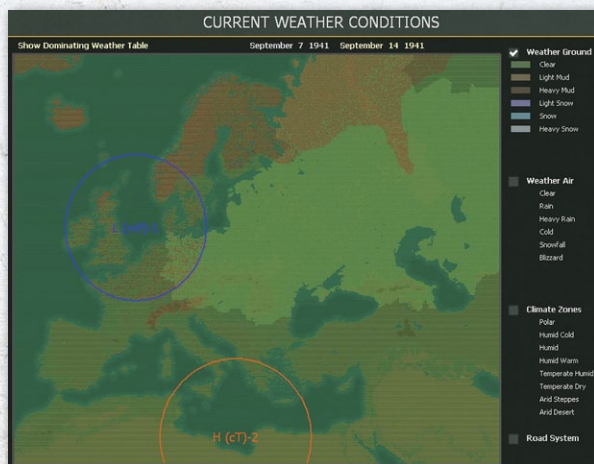 CURRENT WEATHER CONDITIONS
Show Dominating Weather Table
September 7 1941 September 14 1941
Weather Ground
Clear
Light Mud
Heavy Mud
Light Snow
Snow
Heavy Snow
Weather Air
Clear
Rain
Heavy Rain
Cold
Snowfall
Blizzard
Climate Zones
Polar
Humid Cold
Humid
Humid Warm
Temperate Humid
Temperate Dry
Arid Steppes
Arid Desert
Road System
H (cT)-2